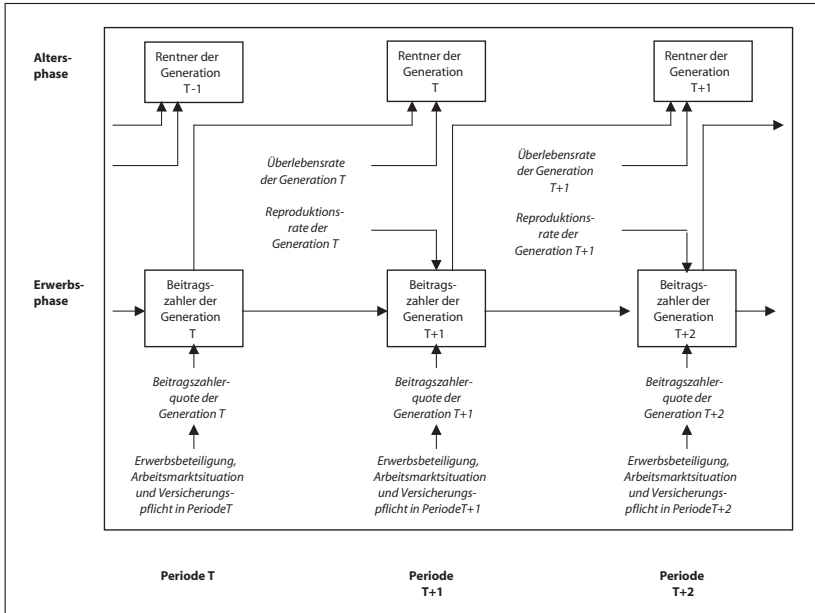 Alters-
phase
Rentner der
Generation
T-1
Rentner der
Generation
T
Rentner der
Generation
T+1
Überlebensrate
der Generation T
Überlebensrate
der Generation
T+1
Reproduktions-
rate der
Generation T
Reproduktions-
rate der
Generation T+1
Erwerbs-
phase
Beitrags-
zahler der
Generation
T
Beitrags-
zahler der
Generation
T+1
Beitrags-
zahler der
Generation
T+2
Beitragszahler-
quote der
Generation T
Beitragszahler-
quote der
Generation T+1
Beitragszahler-
quote der
Generation T+2
Erwerbsbeteiligung,
Arbeitsmarktsituation
und Versicherungs-
pflicht in PeriodeT
Erwerbsbeteiligung,
Arbeitsmarktsituation
und Versicherungs-
pflicht in PeriodeT+1
Erwerbsbeteiligung,
Arbeitsmarktsituation
und Versicherungs-
pflicht in PeriodeT+2
Periode T
Periode
T+1
Periode
T+2